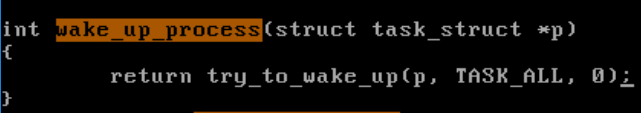 int wake_up_process(struct task_struct *p)
{
        return try_to_wake_up(p, TASK_ALL, 0);
}